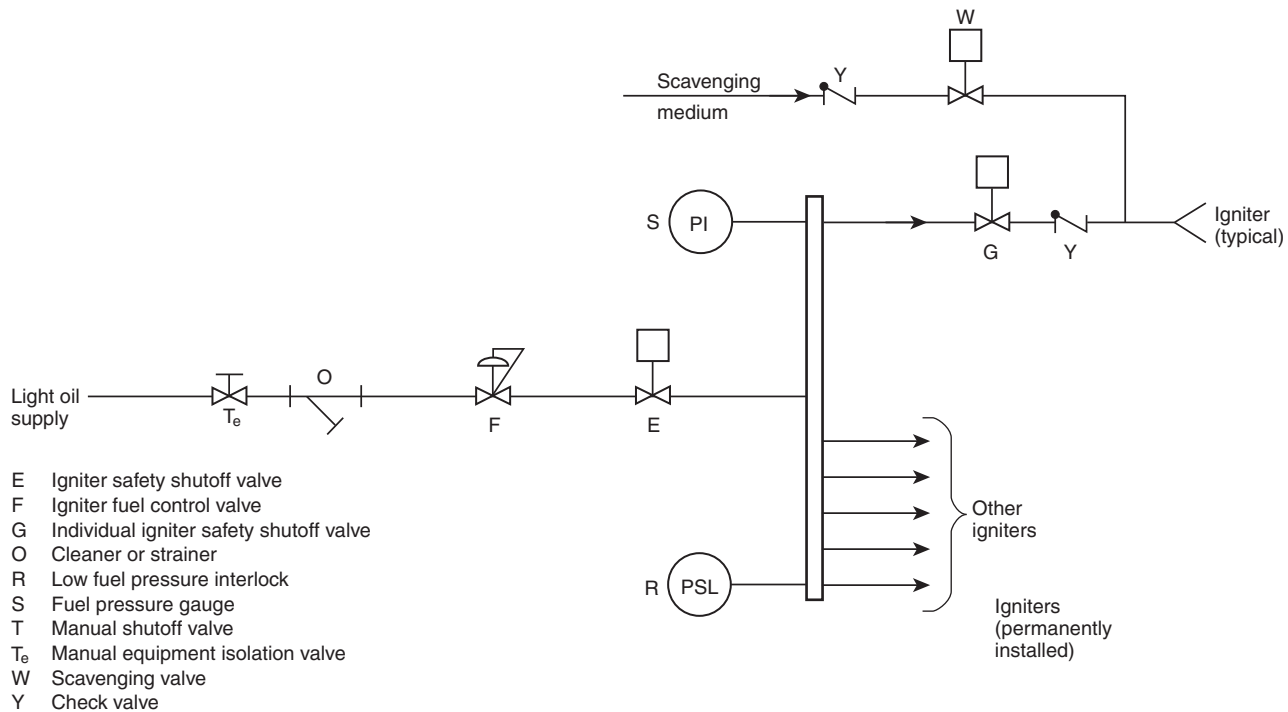 W
Y
Scavenging
medium
S
PI
G
Y
Igniter
(typical)
O
Light oil
supply
Te
F
E
Other
igniters
R
PSL
Igniters
(permanently
installed)
E Igniter safety shutoff valve
F Igniter fuel control valve
G Individual igniter safety shutoff valve
O Cleaner or strainer
R Low fuel pressure interlock
S Fuel pressure gauge
T Manual shutoff valve
Te Manual equipment isolation valve
W Scavenging valve
Y Check valve